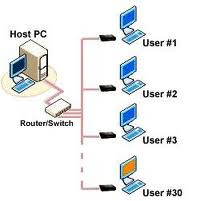 Host PC
User #1
User #2
Router/Switch
User #3
User #30